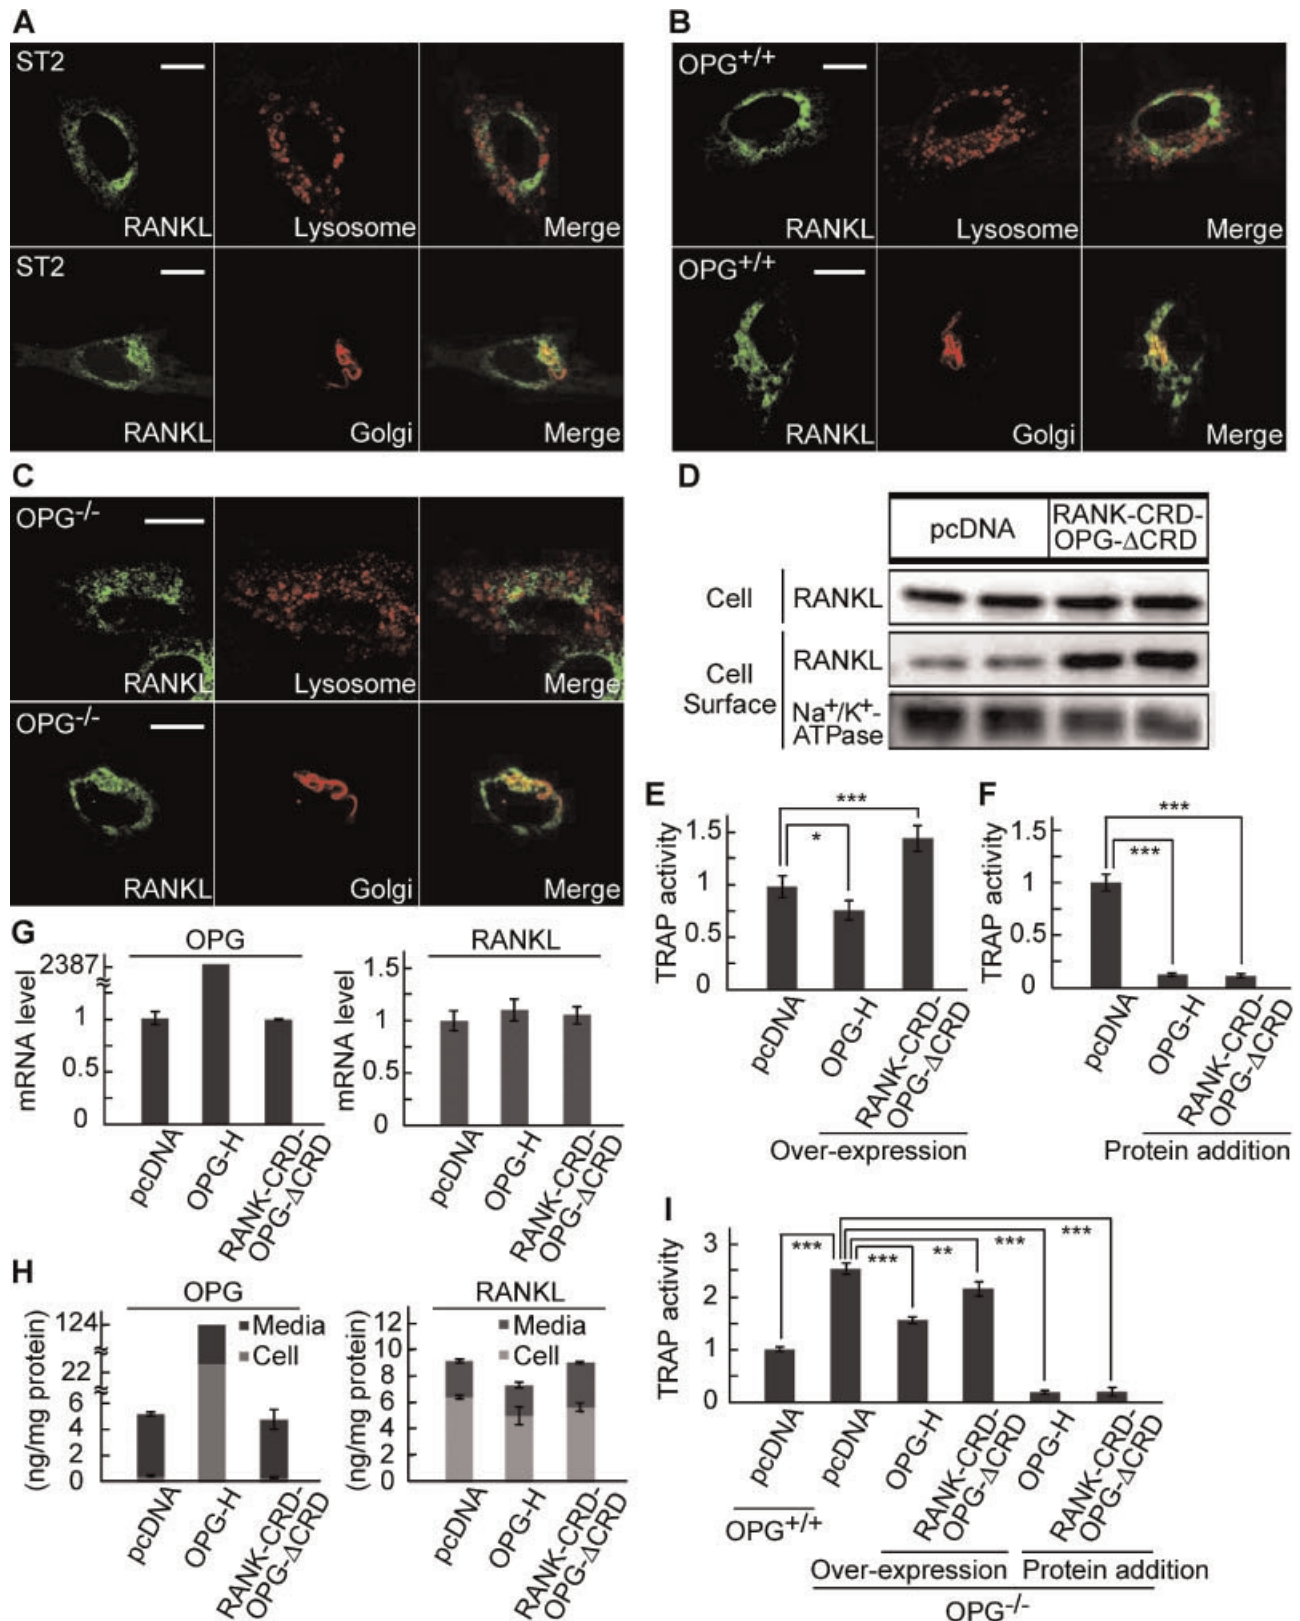 A
ST2
RANKL
Lysosome
Merge
ST2
RANKL
Golgi
Merge
B
OPG+/+
RANKL
Lysosome
Merge
OPG+/+
RANKL
Golgi
Merge
C
OPG-/-
RANKL
Lysosome
Merge
OPG-/-
RANKL
Golgi
Merge
D
pcDNA
RANK-CRD-
OPG-ΔCRD
Cell
RANKL
Cell
Surface
RANKL
Na+/K+-
ATPase
E
TRAP activity
1.5
1
0.5
0
***
*
pcDNA
OPG-H
RANK-CRD-
OPG-ΔCRD
Over-expression
F
TRAP activity
1.5
1
0.5
0
***
***
pcDNA
OPG-H
RANK-CRD-
OPG-ΔCRD
Protein addition
G
OPG
mRNA level
2387
1
0.5
0
pcDNA
OPG-H
RANK-CRD-
OPG-ΔCRD
RANKL
mRNA level
1.5
1
0.5
0
pcDNA
OPG-H
RANK-CRD-
OPG-ΔCRD
H
OPG
(ng/mg protein)
124
22
6
4
2
0
Media
Cell
pcDNA
OPG-H
RANK-CRD-
OPG-ΔCRD
RANKL
(ng/mg protein)
12
10
8
6
4
2
0
Media
Cell
pcDNA
OPG-H
RANK-CRD-
OPG-ΔCRD
I
TRAP activity
3
2
1
0
***
***
**
***
***
pcDNA
pcDNA
OPG-H
RANK-CRD-
OPG-ΔCRD
OPG-H
RANK-CRD-
OPG-ΔCRD
OPG+/+
Over-expression
Protein addition
OPG-/-